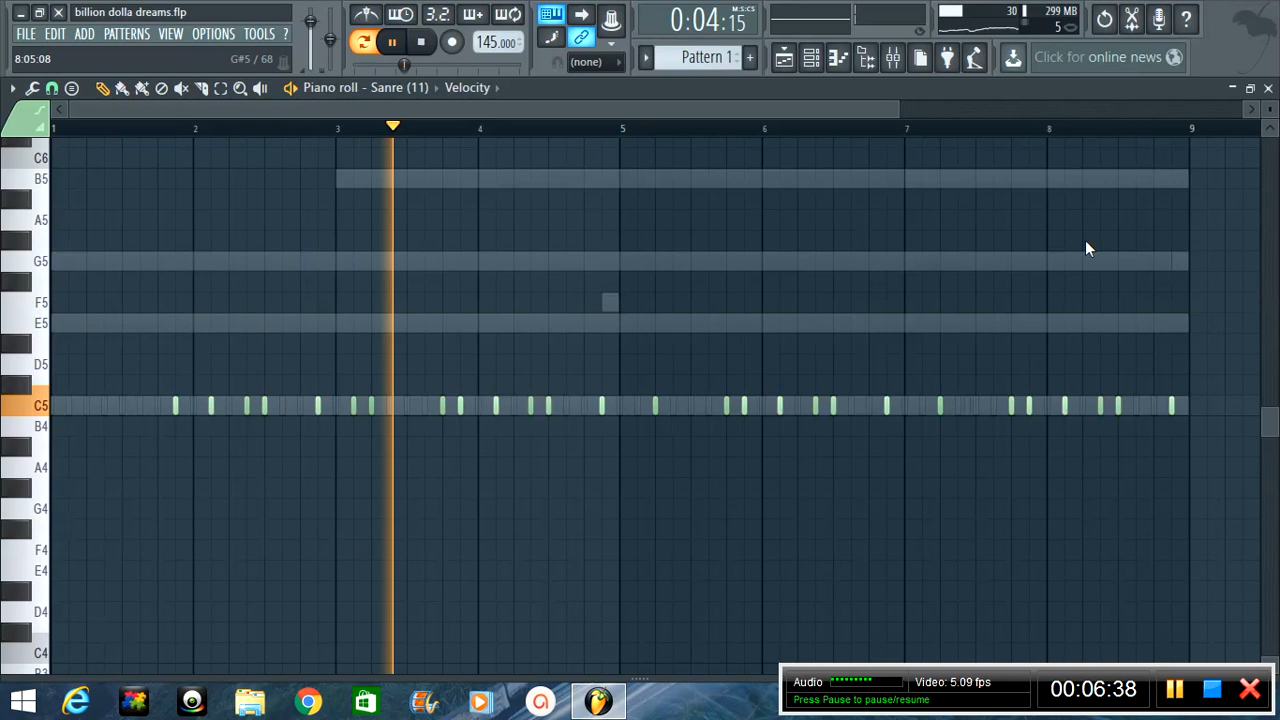 billion dolla dreams.flp
FILE EDIT ADD PATTERNS VIEW OPTIONS TOOLS ?
8:05:08 G#5 / 68
3.2.
145.000
(none)
0:04:15 M:S:CS
Pattern 1
30 299 MB
5
Click for online news
Piano roll - Sanre (11) Velocity
1 2 3 4 5 6 7 8 9
C6
B5
A5
G5
F5
E5
D5
C5
B4
A4
G4
F4
E4
D4
C4
B3
Audio Video: 5.09 fps
Press Pause to pause/resume
00:06:38